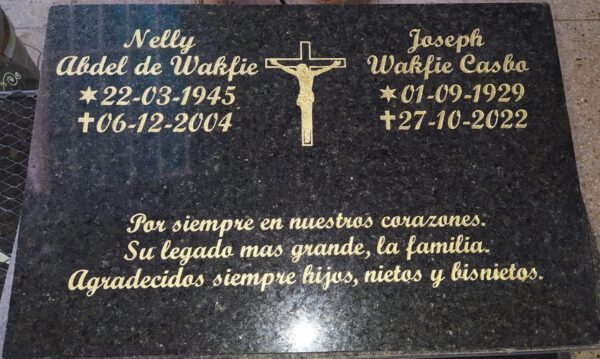 Nelly
Abdel de Wakfie
✶22-03-1945
✝06-12-2004
Joseph
Wakfie Casbo
✶01-09-1929
✝27-10-2022
Por siempre en nuestros corazones.
Su legado mas grande, la familia.
Agradecidos siempre hijos, nietos y bisnietos.